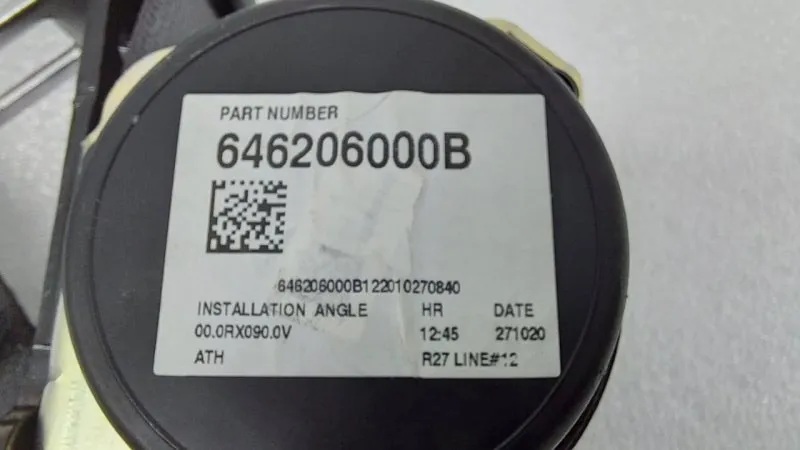 PART NUMBER
646206000B
646206000B122010270840
INSTALLATION ANGLE HR DATE
00.0RX090.0V 12:45 271020
ATH R27 LINE#12